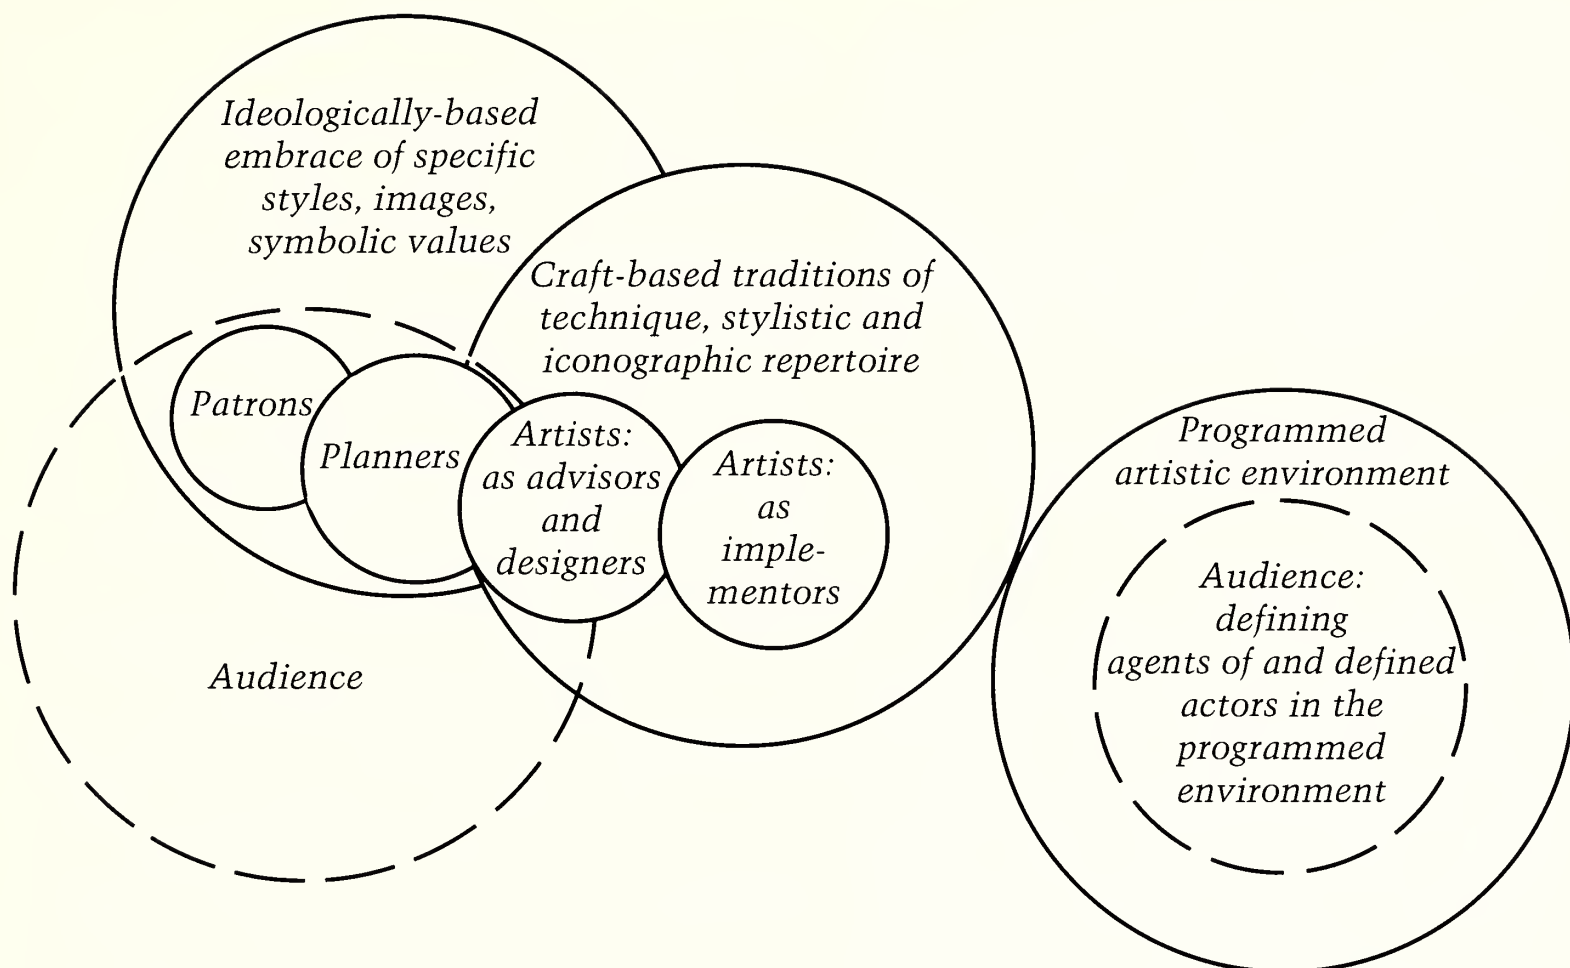 Ideologically-based
embrace of specific
styles, images,
symbolic values
Craft-based traditions of
technique, stylistic and
iconographic repertoire
Patrons
Planners
Artists:
as advisors
and
designers
Artists:
as
imple-
mentors
Audience
Programmed
artistic environment
Audience:
defining
agents of and defined
actors in the
programmed
environment